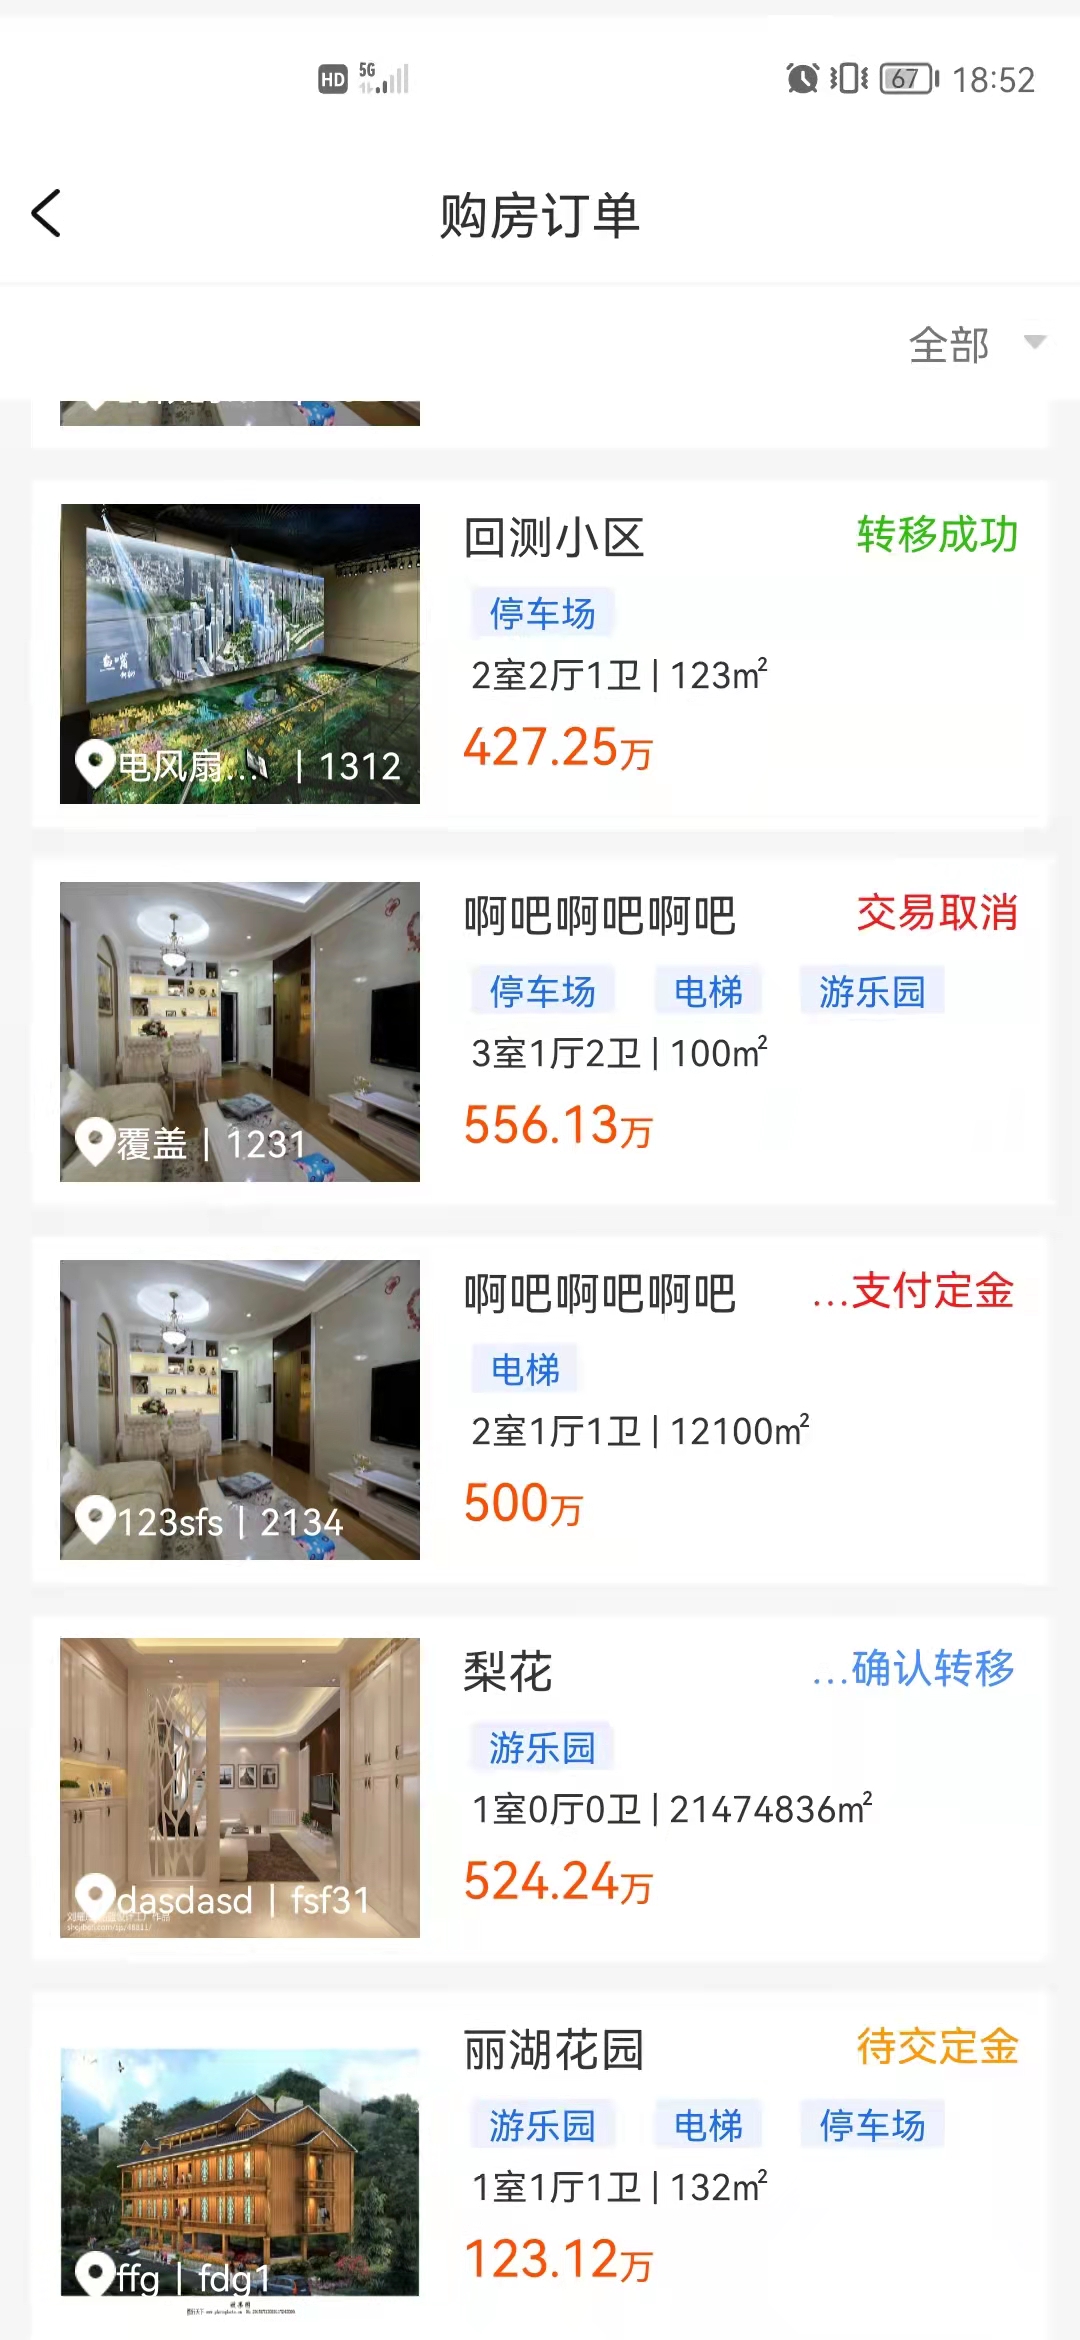 HD 5G 67 18:52
购房订单
全部
回测小区 转移成功
停车场
2室2厅1卫 | 123㎡
427.25万
电风扇... | 1312
啊吧啊吧啊吧 交易取消
停车场 电梯 游乐园
3室1厅2卫 | 100㎡
556.13万
覆盖 | 1231
啊吧啊吧啊吧 ...支付定金
电梯
2室1厅1卫 | 12100㎡
500万
123sfs | 2134
梨花 ...确认转移
游乐园
1室0厅0卫 | 21474836㎡
524.24万
dasdasd | fsf31
丽湖花园 待交定金
游乐园 电梯 停车场
1室1厅1卫 | 132㎡
123.12万
ffg | fdg1